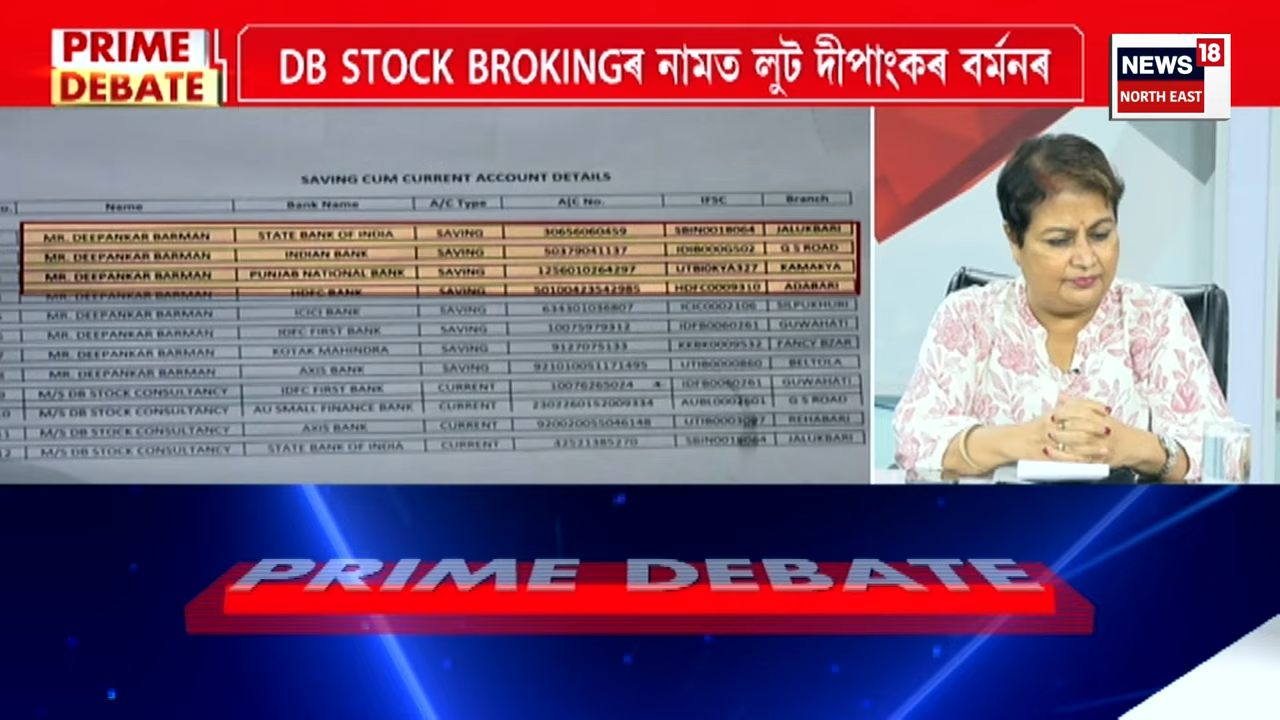 PRIME
DEBATE
DB STOCK BROKINGৰ নামত লুট দীপাংকৰ বৰ্মনৰ
NEWS 18
NORTH EAST
SAVING CUM CURRENT ACCOUNT DETAILS
Name Bank Name A/C Type A/C No. IFSC Branch
MR. DEEPANKAR BARMAN STATE BANK OF INDIA SAVING 30656060459 SBIN0018064 JALUKBARI
MR. DEEPANKAR BARMAN INDIAN BANK SAVING 50379041137 IDIB000G502 G S ROAD
MR. DEEPANKAR BARMAN PUNJAB NATIONAL BANK SAVING 1256010264297 UTBI0KYA327 KAMAKYA
MR. DEEPANKAR BARMAN HDFC BANK SAVING 50100423542985 HDFC0009310 ADABARI
MR. DEEPANKAR BARMAN ICICI BANK SAVING 634301036807 ICIC0002106 SILPUKHURI
MR. DEEPANKAR BARMAN IDFC FIRST BANK SAVING 10075979312 IDFB0060261 GUWAHATI
MR. DEEPANKAR BARMAN KOTAK MAHINDRA SAVING 9127075133 KKBK0009532 FANCY BZAR
MR. DEEPANKAR BARMAN AXIS BANK SAVING 921010051171495 UTIB0000860 BELTOLA
M/S DB STOCK CONSULTANCY IDFC FIRST BANK CURRENT 10076265024 IDFB0060261 GUWAHATI
M/S DB STOCK CONSULTANCY AU SMALL FINANCE BANK CURRENT 2302260152009334 AUBL0002601 G S ROAD
M/S DB STOCK CONSULTANCY AXIS BANK CURRENT 920020055046148 REHABARI
12 M/S DB STOCK CONSULTANCY STATE BANK OF INDIA CURRENT 42521385270 SBIN0018064 JALUKBARI
PRIME DEBATE